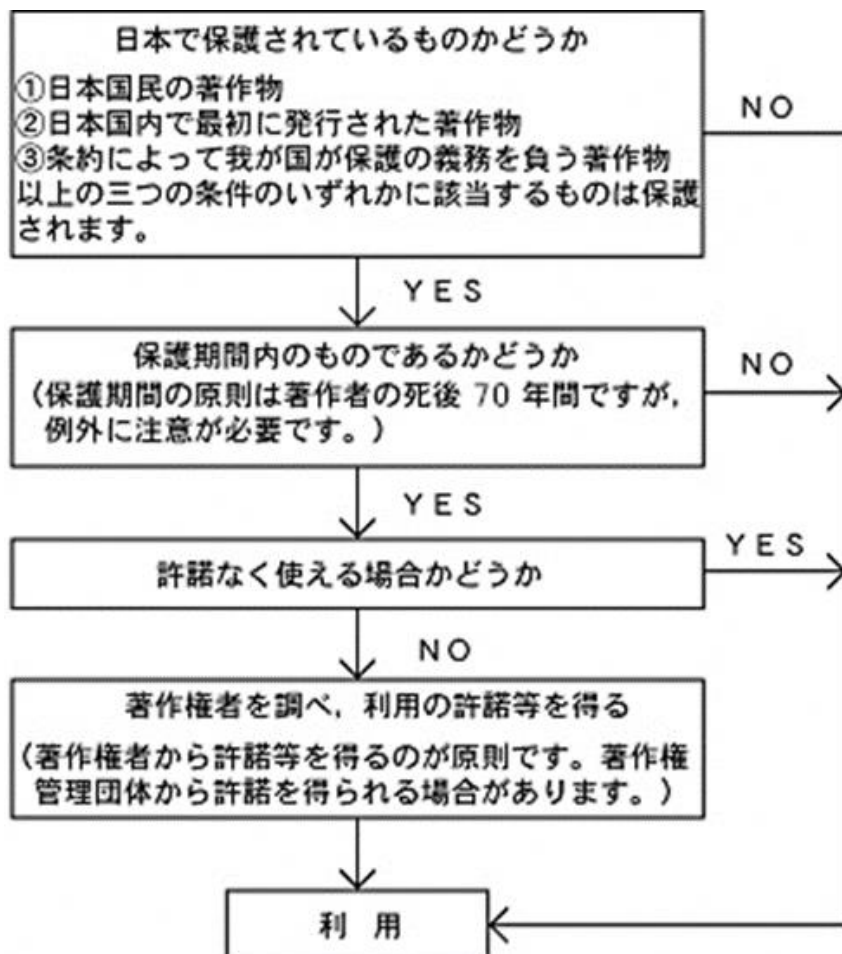 日本で保護されているものかどうか
①日本国民の著作物
②日本国内で最初に発行された著作物
③条約によって我が国が保護の義務を負う著作物
以上の三つの条件のいずれかに該当するものは保護
されます。
NO
YES
保護期間内のものであるかどうか
(保護期間の原則は著作者の死後 70 年間ですが,
例外に注意が必要です。)
NO
YES
許諾なく使える場合かどうか
YES
NO
著作権者を調べ, 利用の許諾等を得る
(著作権者から許諾等を得るのが原則です。著作権
管理団体から許諾を得られる場合があります。)
利 用